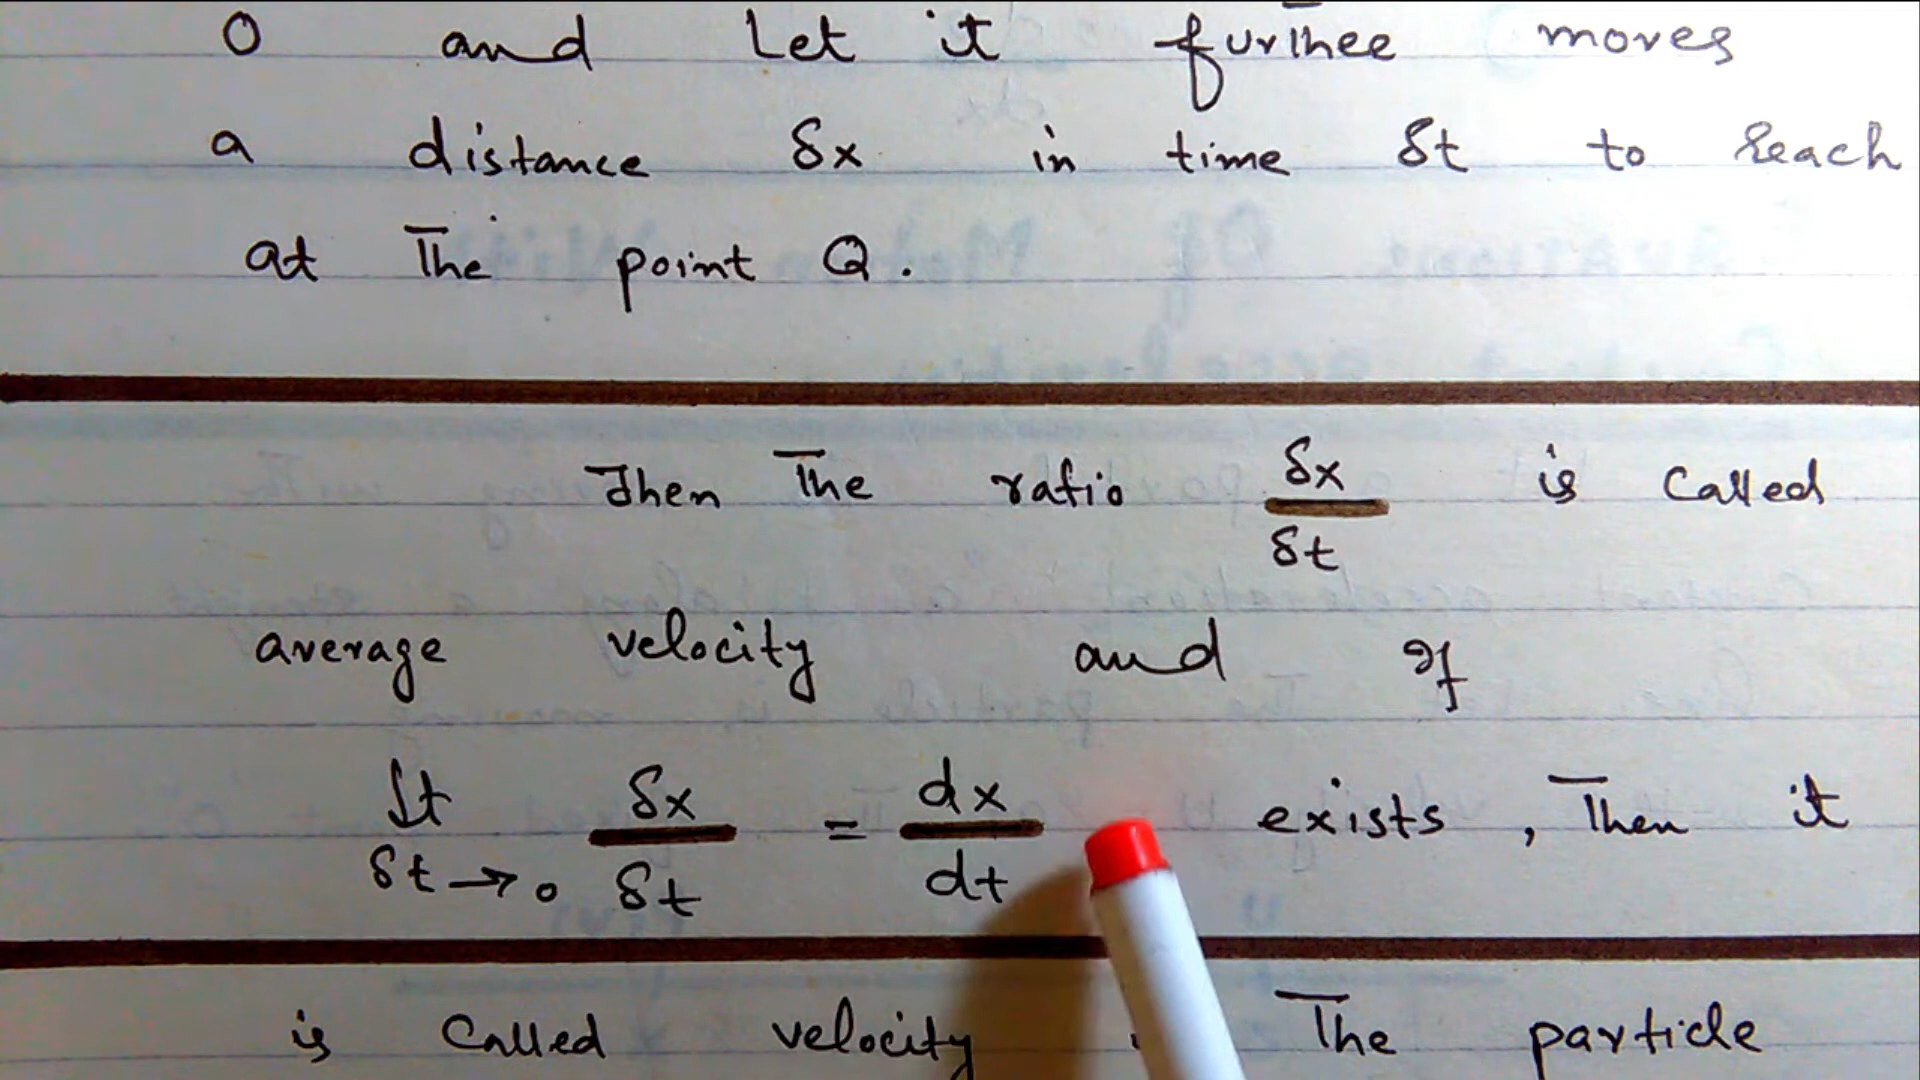 O and Let it further moves
a distance δx in time δt to reach
at The point Q.
Then The ratio δx/δt is called
average velocity and if
lt δt→0 δx/δt = dx/dt exists, Then it
is called velocity The particle